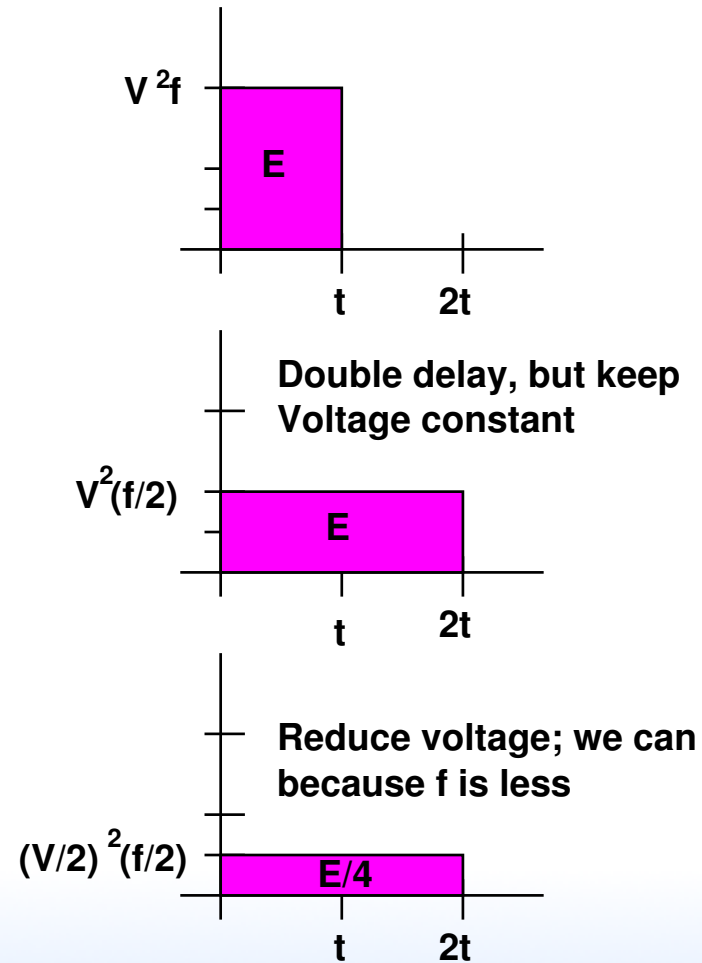 V²f
E
t 2t
Double delay, but keep
Voltage constant
V²(f/2)
E
t 2t
Reduce voltage; we can
because f is less
(V/2)²(f/2)
E/4
t 2t